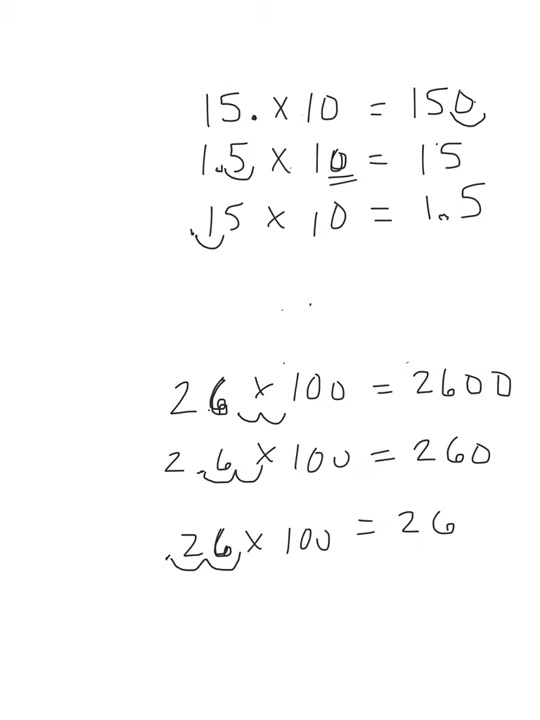 15. x 10 = 150
1.5 x 10 = 15
.15 x 10 = 1.5
26 x 100 = 2600
2.6 x 100 = 260
.26 x 100 = 26